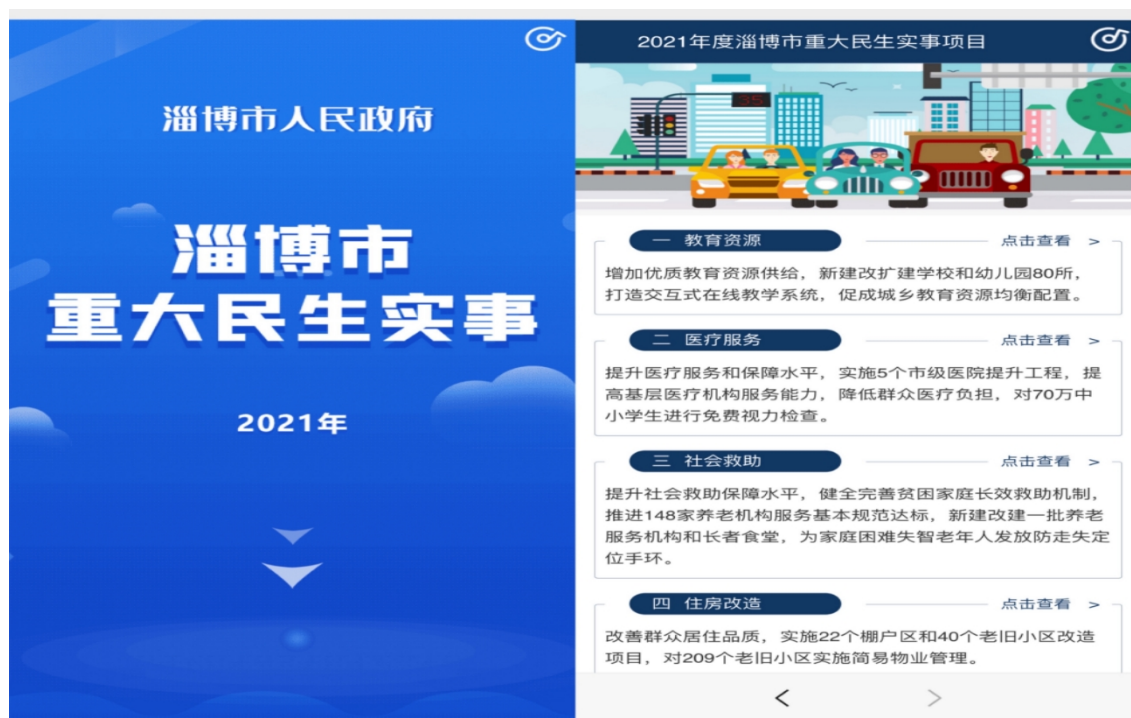 淄博市人民政府
淄博市
重大民生实事
2021年
2021年度淄博市重大民生实事项目
35
一 教育资源
点击查看 >
增加优质教育资源供给，新建改扩建学校和幼儿园80所，
打造交互式在线教学系统，促成城乡教育资源均衡配置。
二 医疗服务
点击查看 >
提升医疗服务和保障水平，实施5个市级医院提升工程，提
高基层医疗机构服务能力，降低群众医疗负担，对70万中
小学生进行免费视力检查。
三 社会救助
点击查看 >
提升社会救助保障水平，健全完善贫困家庭长效救助机制，
推进148家养老机构服务基本规范达标，新建改建一批养老
服务机构和长者食堂，为家庭困难失智老年人发放防走失定
位手环。
四 住房改造
点击查看 >
改善群众居住品质，实施22个棚户区和40个老旧小区改造
项目，对209个老旧小区实施简易物业管理。